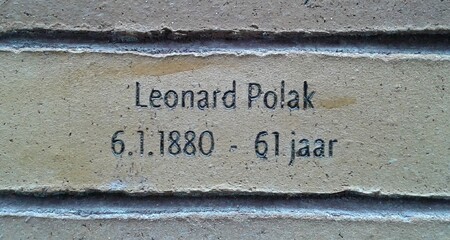 Leonard Polak
6.1.1880 - 61 jaar